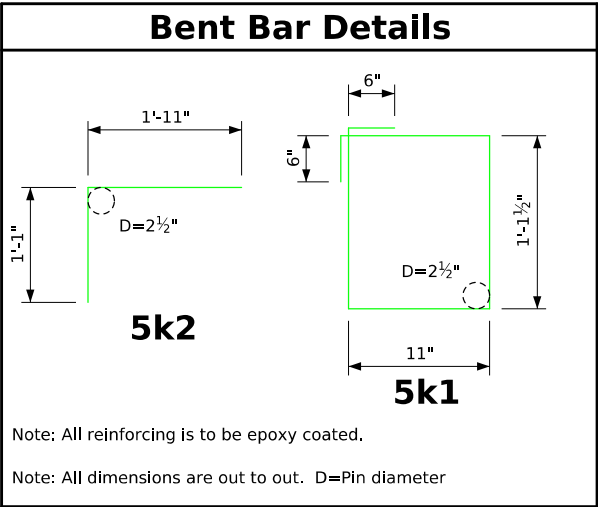 Bent Bar Details
1'-11"
1'-1"
D=2½"
5k2
6"
6"
1'-1½"
D=2½"
11"
5k1
Note: All reinforcing is to be epoxy coated.
Note: All dimensions are out to out.  D=Pin diameter